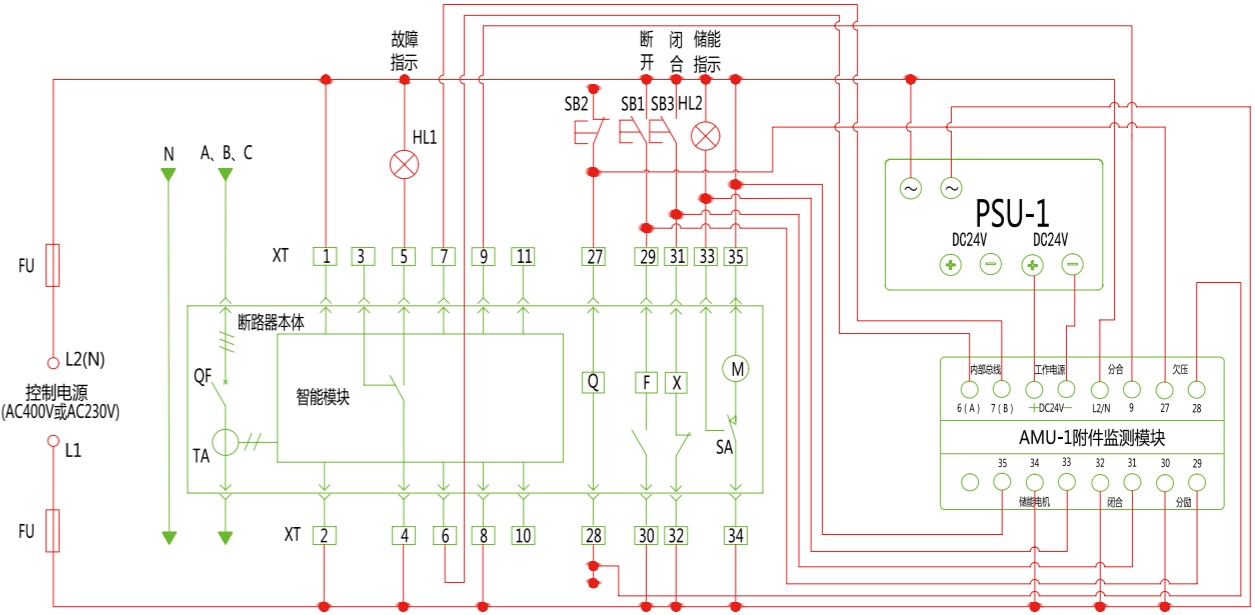 故障
指示
断
开
闭
合
储能
指示
SB2
SB1
SB3
HL2
HL1
N
A、B、C
PSU-1
DC24V
DC24V
~
~
+
−
+
−
XT
1
3
5
7
9
11
27
29
31
33
35
FU
断路器本体
L2(N)
控制电源
(AC400V或AC230V)
L1
QF
智能模块
TA
Q
F
X
M
SA
内部总线
工作电源
分合
欠压
6(A)
7(B)
+DC24V−
L2/N
9
27
28
AMU-1附件监测模块
35
34
33
32
31
30
29
储能电机
闭合
分励
FU
XT
2
4
6
8
10
28
30
32
34